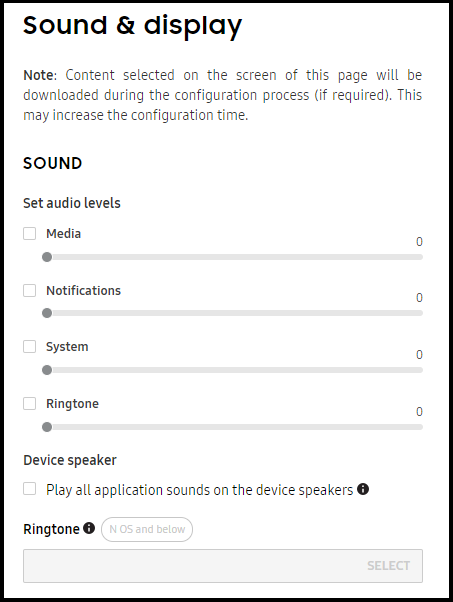 Sound & display
Note: Content selected on the screen of this page will be
downloaded during the configuration process (if required). This
may increase the configuration time.
SOUND
Set audio levels
Media
0
Notifications
0
System
0
Ringtone
0
Device speaker
Play all application sounds on the device speakers
Ringtone N OS and below
SELECT